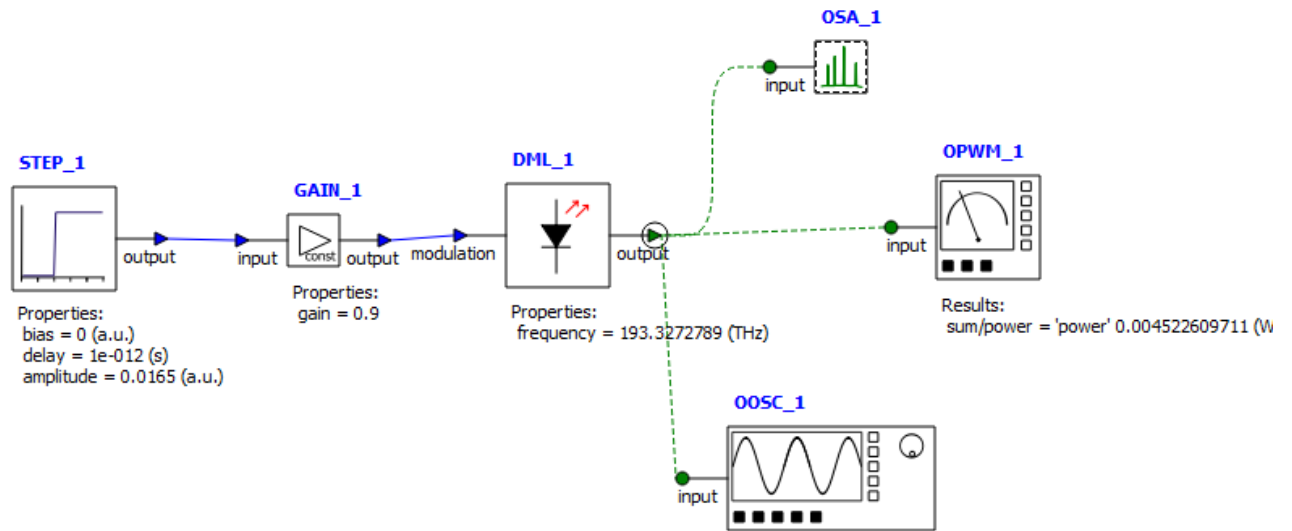 OSA_1
input
STEP_1
output
Properties:
bias = 0 (a.u.)
delay = 1e-012 (s)
amplitude = 0.0165 (a.u.)
GAIN_1
input
const
output
Properties:
gain = 0.9
DML_1
modulation
output
Properties:
frequency = 193.3272789 (THz)
OPWM_1
input
Results:
sum/power = 'power' 0.004522609711 (W
OOSC_1
input